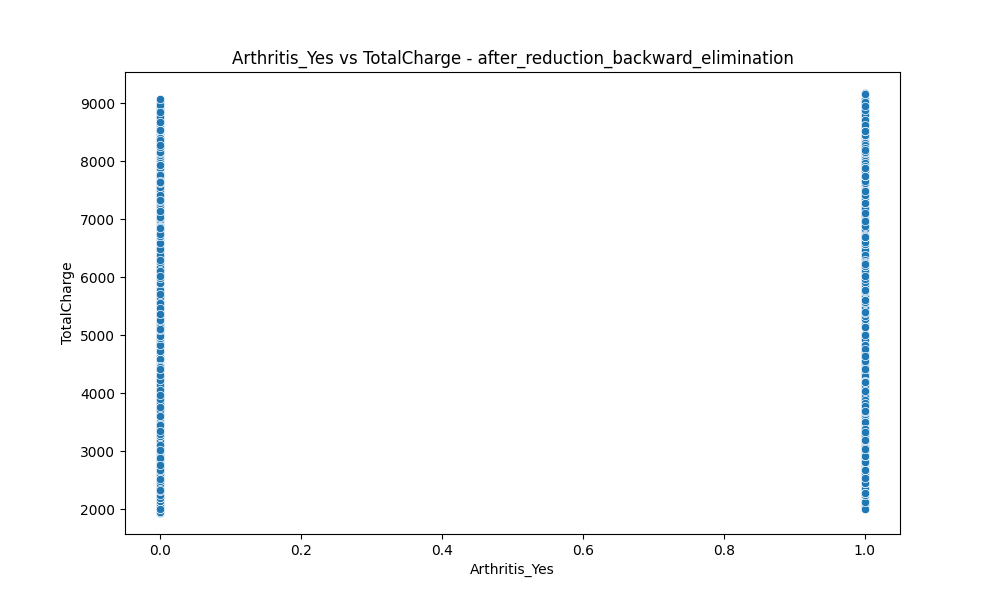 Arthritis_Yes vs TotalCharge - after_reduction_backward_elimination
9000
8000
7000
6000
5000
4000
3000
2000
TotalCharge
0.0 0.2 0.4 0.6 0.8 1.0
Arthritis_Yes